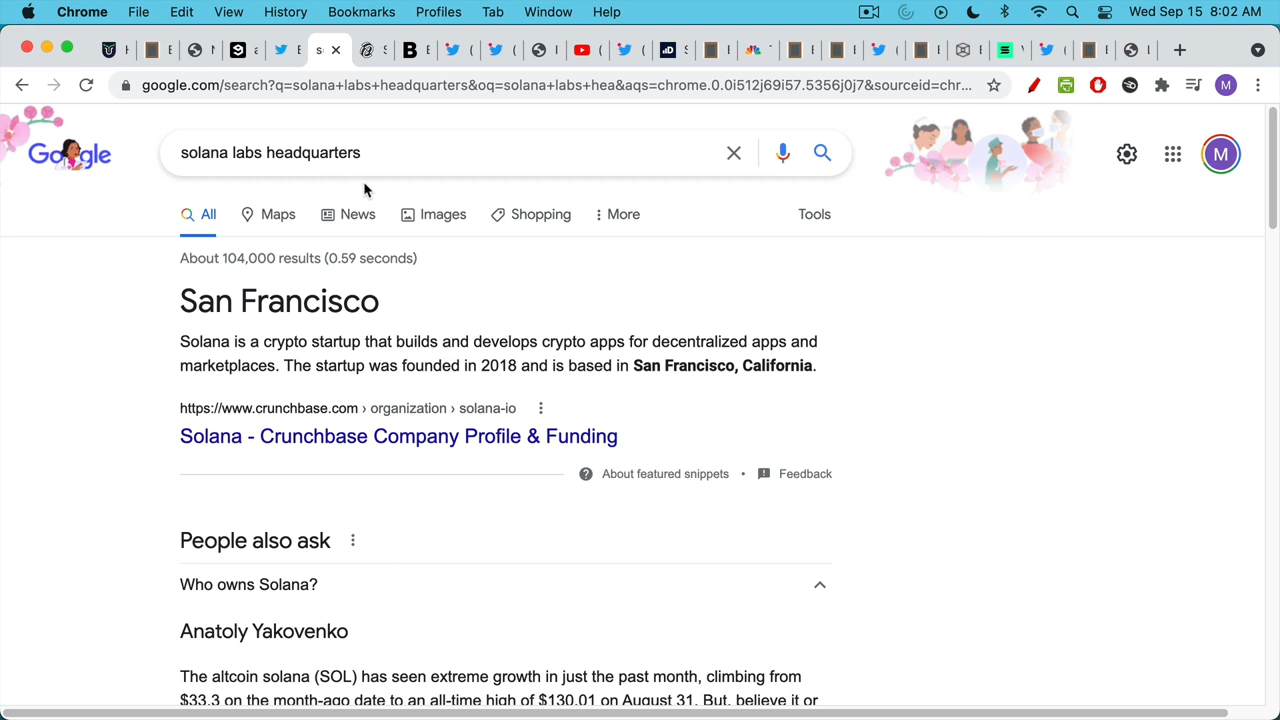 Chrome File Edit View History Bookmarks Profiles Tab Window Help Wed Sep 15 8:02 AM
google.com/search?q=solana+labs+headquarters&oq=solana+labs+hea&aqs=chrome.0.0i512j69i57.5356j0j7&sourceid=chr... M
Google
solana labs headquarters
M
All Maps News Images Shopping More Tools
About 104,000 results (0.59 seconds)
San Francisco
Solana is a crypto startup that builds and develops crypto apps for decentralized apps and
marketplaces. The startup was founded in 2018 and is based in San Francisco, California.
https://www.crunchbase.com › organization › solana-io
Solana - Crunchbase Company Profile & Funding
About featured snippets • Feedback
People also ask
Who owns Solana?
Anatoly Yakovenko
The altcoin solana (SOL) has seen extreme growth in just the past month, climbing from
$33.3 on the month-ago date to an all-time high of $130.01 on August 31. But, believe it or